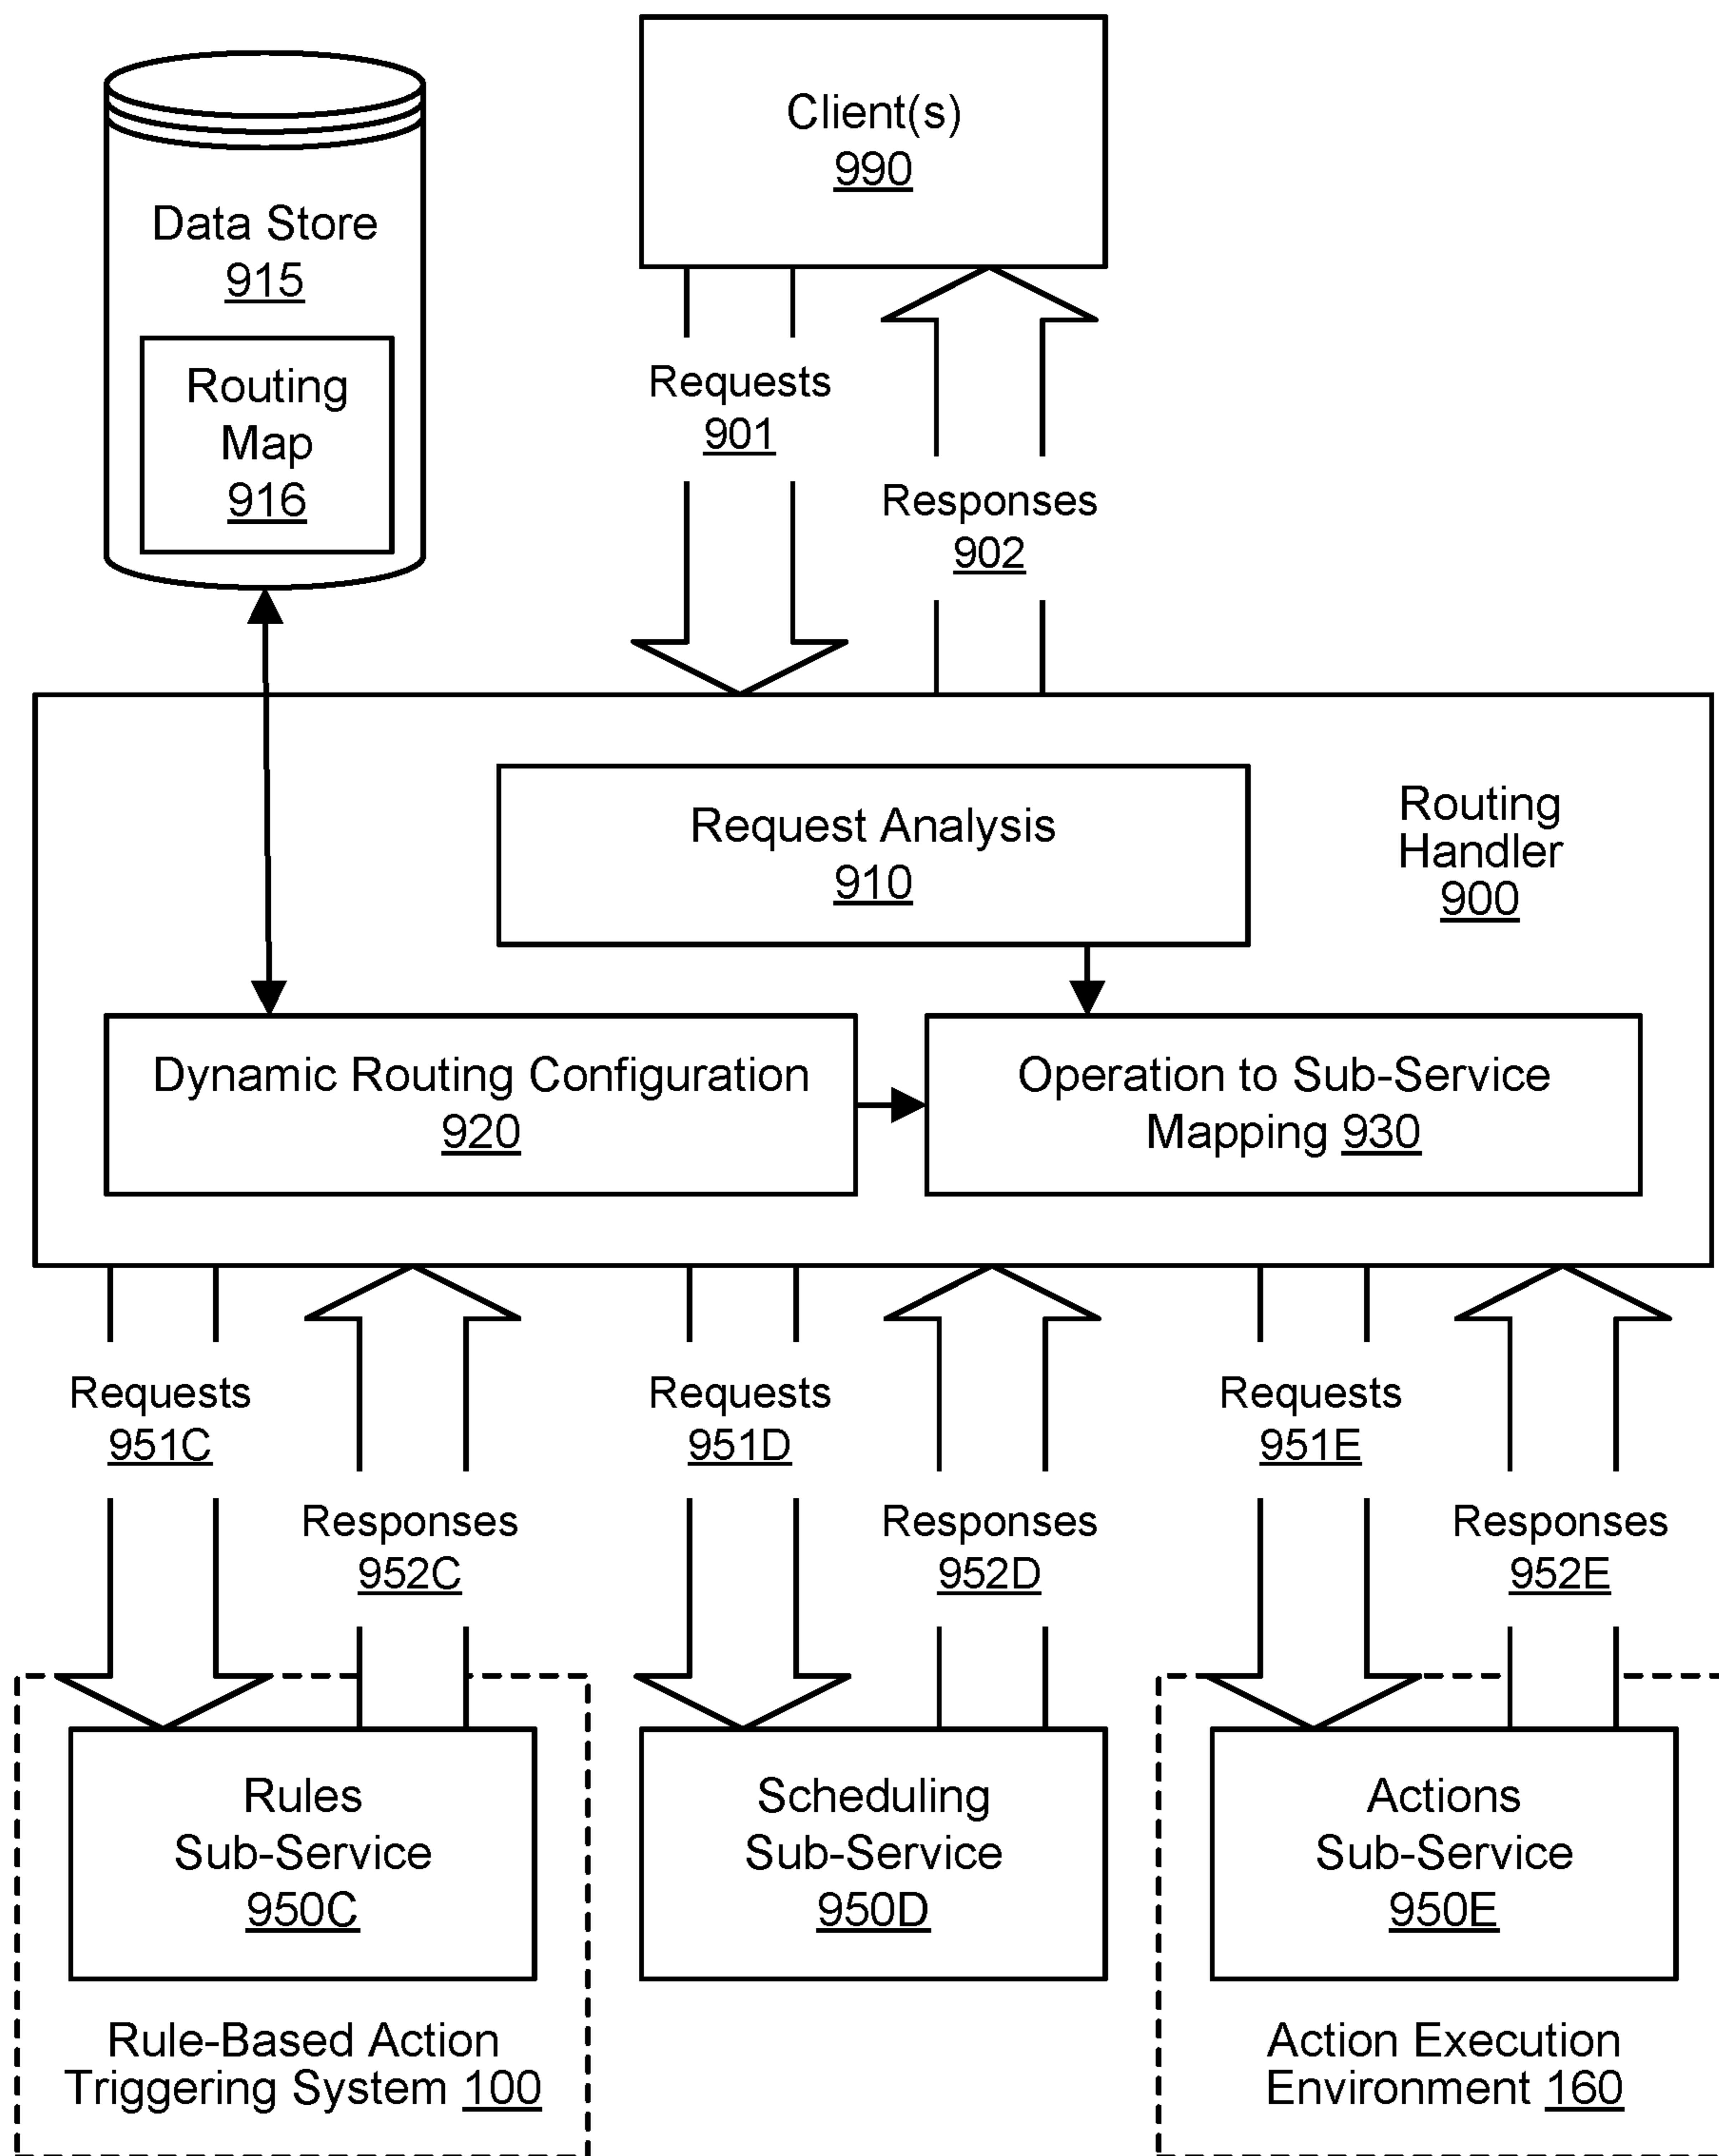 Client(s)
990
Data Store
915
Routing
Map
916
Requests
901
Responses
902
Request Analysis
910
Routing
Handler
900
Dynamic Routing Configuration
920
Operation to Sub-Service
Mapping 930
Requests
951C
Responses
952C
Requests
951D
Responses
952D
Requests
951E
Responses
952E
Rules
Sub-Service
950C
Scheduling
Sub-Service
950D
Actions
Sub-Service
950E
Rule-Based Action
Triggering System 100
Action Execution
Environment 160